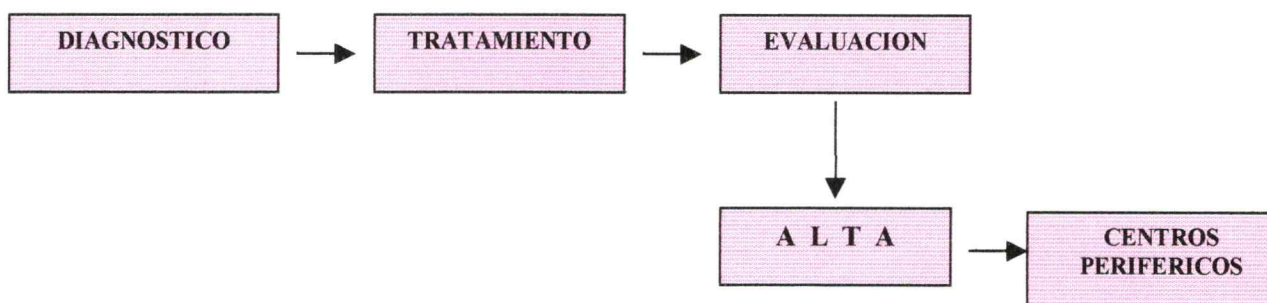 DIAGNOSTICO
TRATAMIENTO
EVALUACION
A L T A
CENTROS
PERIFERICOS